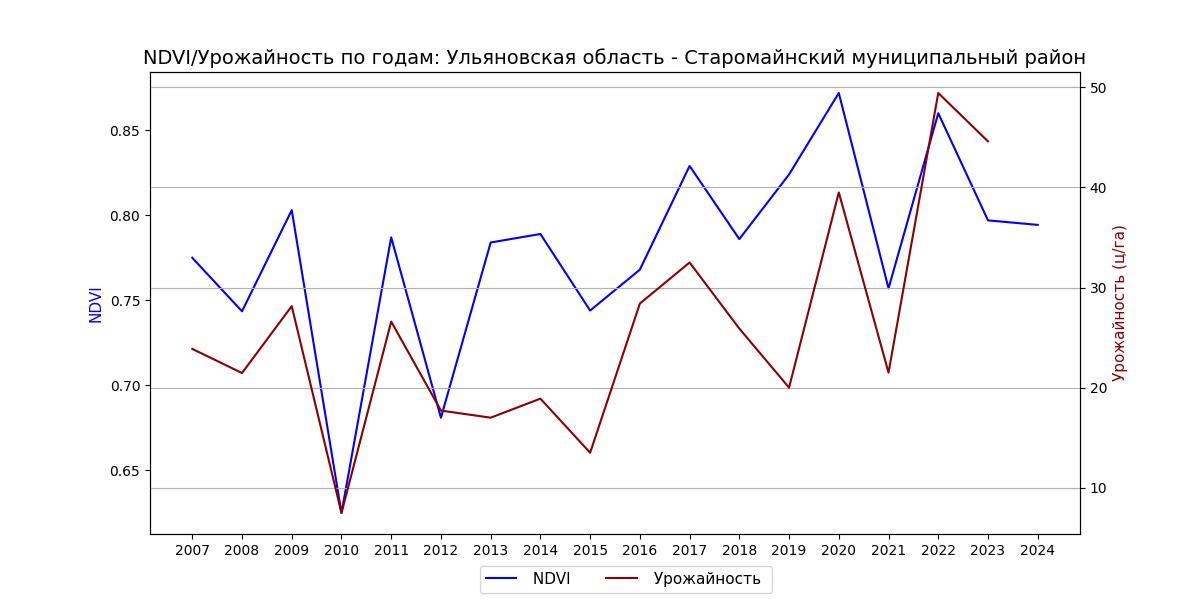 NDVI/Урожайность по годам: Ульяновская область - Старомайнский муниципальный район
0.85
0.80
0.75
0.70
0.65
NDVI
50
40
30
20
10
Урожайность (ц/га)
2007 2008 2009 2010 2011 2012 2013 2014 2015 2016 2017 2018 2019 2020 2021 2022 2023 2024
NDVI Урожайность